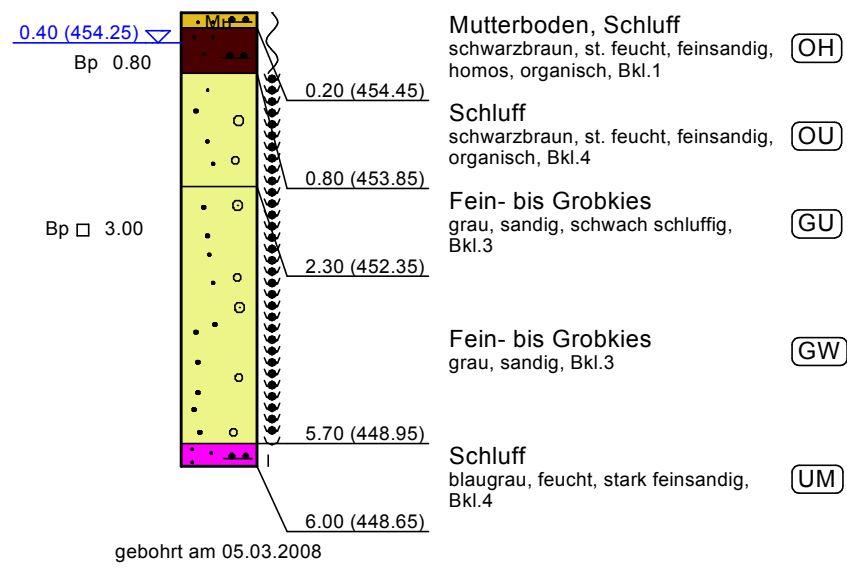 Mu
0.40 (454.25)
Bp 0.80
Mutterboden, Schluff
schwarzbraun, st. feucht, feinsandig,
homos, organisch, Bkl.1
OH
0.20 (454.45)
Schluff
schwarzbraun, st. feucht, feinsandig,
organisch, Bkl.4
OU
0.80 (453.85)
Fein- bis Grobkies
grau, sandig, schwach schluffig,
Bkl.3
GU
Bp 3.00
2.30 (452.35)
Fein- bis Grobkies
grau, sandig, Bkl.3
GW
5.70 (448.95)
Schluff
blaugrau, feucht, stark feinsandig,
Bkl.4
UM
6.00 (448.65)
gebohrt am 05.03.2008